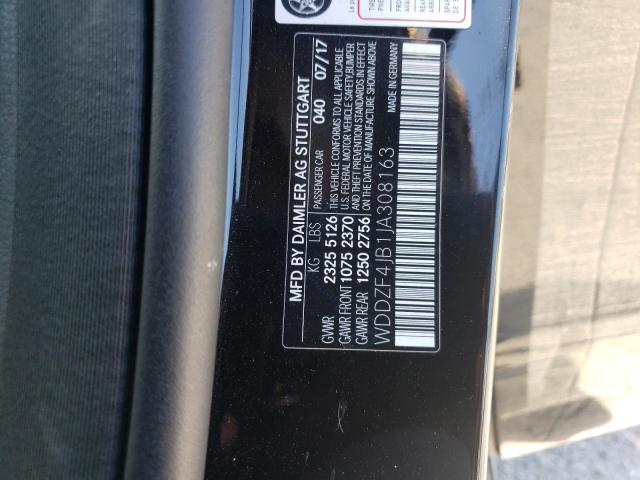 MFD BY DAIMLER AG STUTTGART
040 07/17
KG LBS PASSENGER CAR
GVWR 2325 5126
GAWR FRONT 1075 2370
GAWR REAR 1250 2756
THIS VEHICLE CONFORMS TO ALL APPLICABLE
U.S. FEDERAL MOTOR VEHICLE SAFETY,BUMPER
AND THEFT PREVENTION STANDARDS IN EFFECT
ON THE DATE OF MANUFACTURE SHOWN ABOVE
MADE IN GERMANY
WDDZF4JB1JA308163